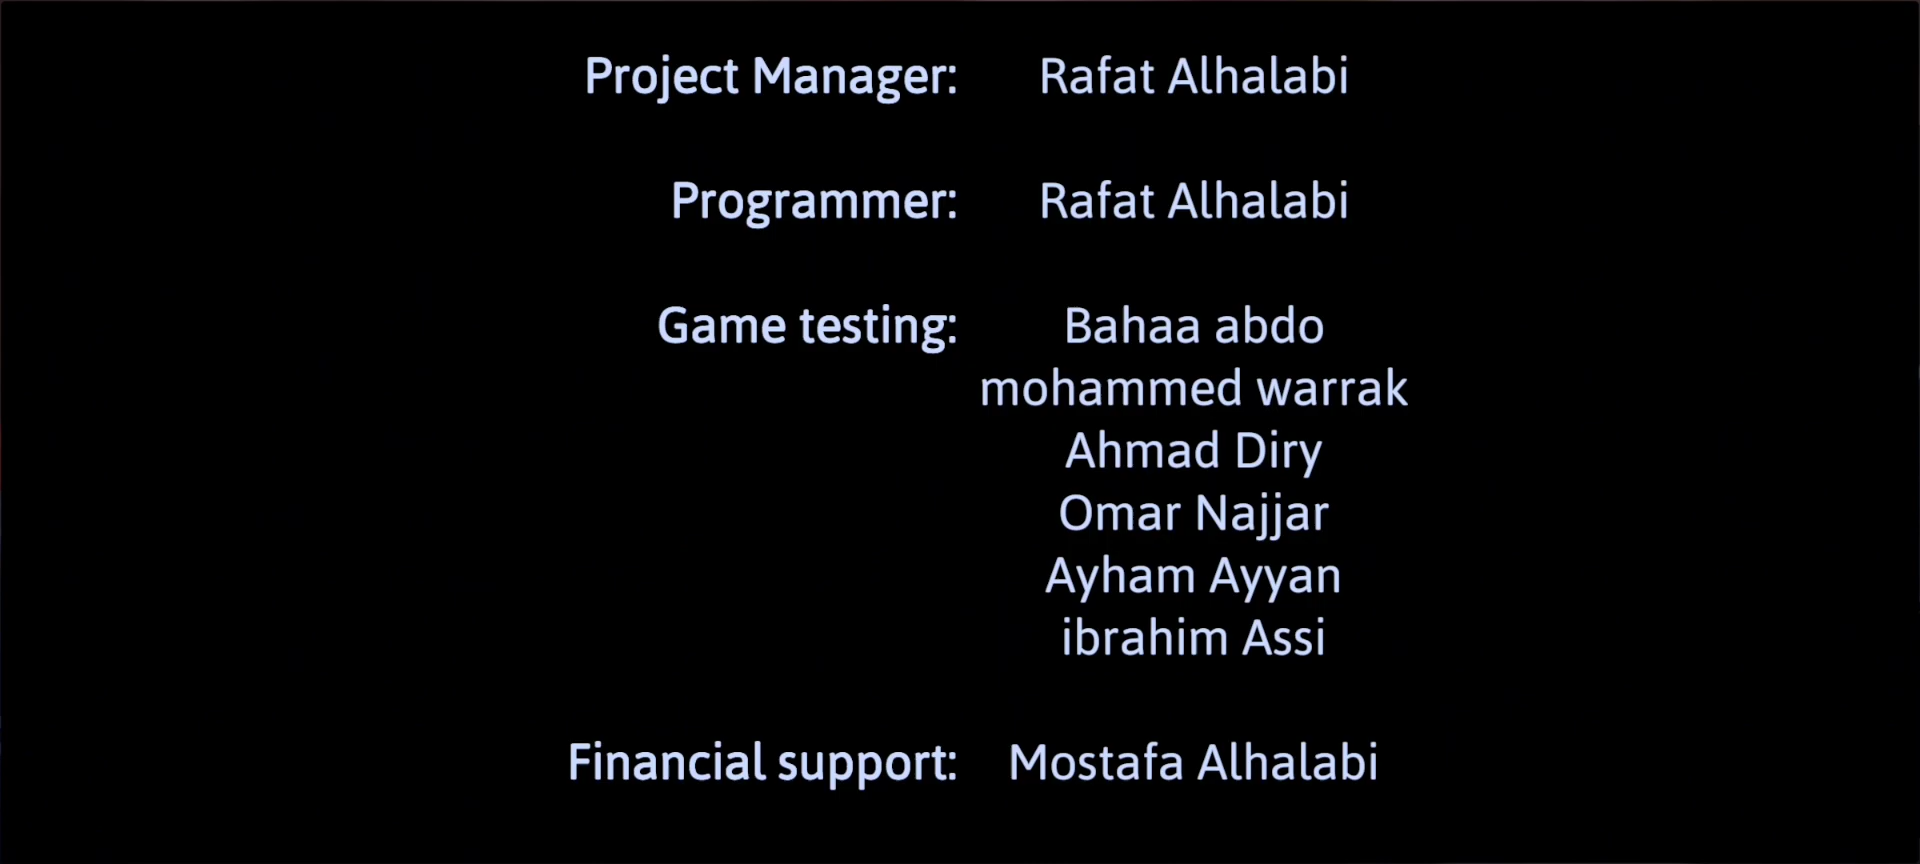 Project Manager: Rafat Alhalabi
Programmer: Rafat Alhalabi
Game testing: Bahaa abdo
mohammed warrak
Ahmad Diry
Omar Najjar
Ayham Ayyan
ibrahim Assi
Financial support: Mostafa Alhalabi